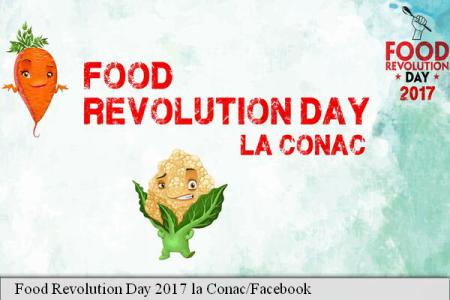 FOOD
REVOLUTION DAY
LA CONAC
FOOD
REVOLUTION
DAY
2017
Food Revolution Day 2017 la Conac/Facebook